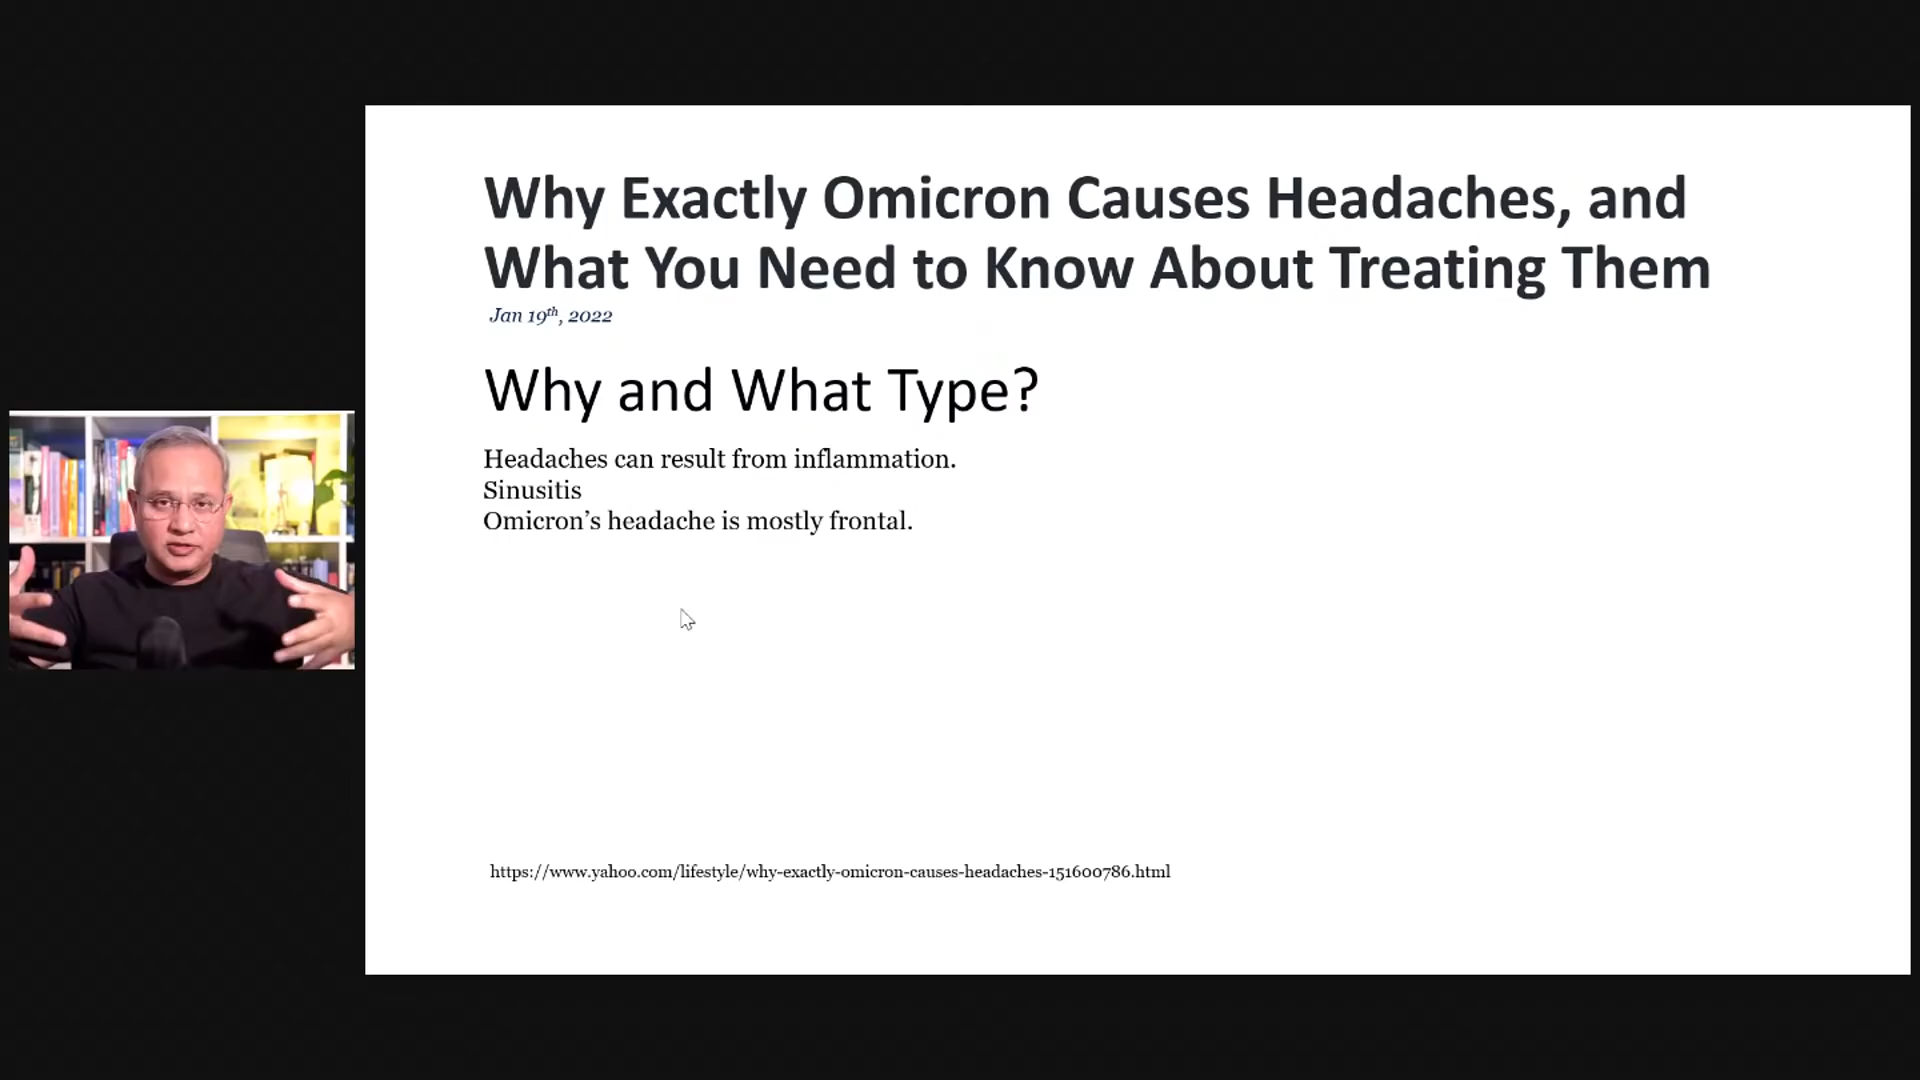 Why Exactly Omicron Causes Headaches, and
What You Need to Know About Treating Them
Jan 19th, 2022
Why and What Type?
Headaches can result from inflammation.
Sinusitis
Omicron’s headache is mostly frontal.
https://www.yahoo.com/lifestyle/why-exactly-omicron-causes-headaches-151600786.html